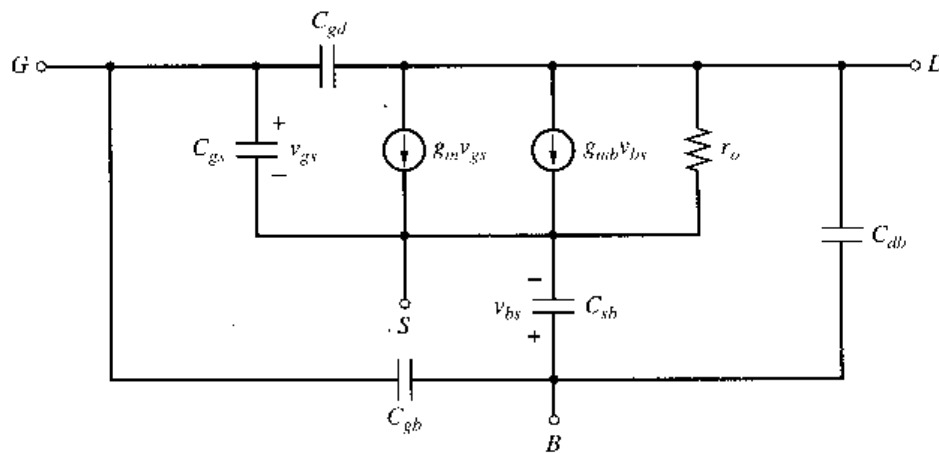 C_gd
G
D
C_gs
+
v_gs
−
g_m v_gs
g_mb v_bs
r_o
C_db
−
v_bs
C_sb
+
S
C_gb
B